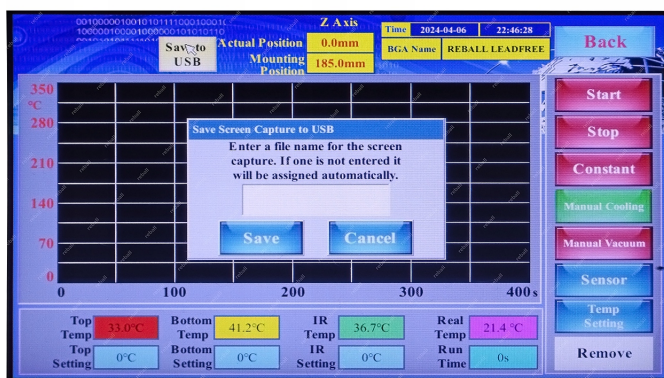 0010000010010101110001000101
Z Axis
Time 2024-04-06 22:46:28
Save to USB
Actual Position 0.0mm
BGA Name REBALL LEADFREE
Back
Mounting Position 185.0mm
350
°C
280
210
140
70
0
0 100 200 300 400 s
Save Screen Capture to USB
Enter a file name for the screen
capture. If one is not entered it
will be assigned automatically.
Save Cancel
Start
Stop
Constant
Manual Cooling
Manual Vacuum
Sensor
Temp
Setting
Remove
Top Temp 33.0°C Bottom Temp 41.2°C IR Temp 36.7°C Real Temp 21.4 °C
Top Setting 0°C Bottom Setting 0°C IR Setting 0°C Run Time 0s